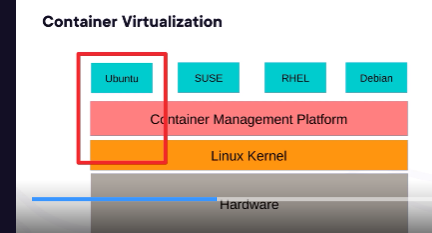 Container Virtualization
Ubuntu SUSE RHEL Debian
Container Management Platform
Linux Kernel
Hardware